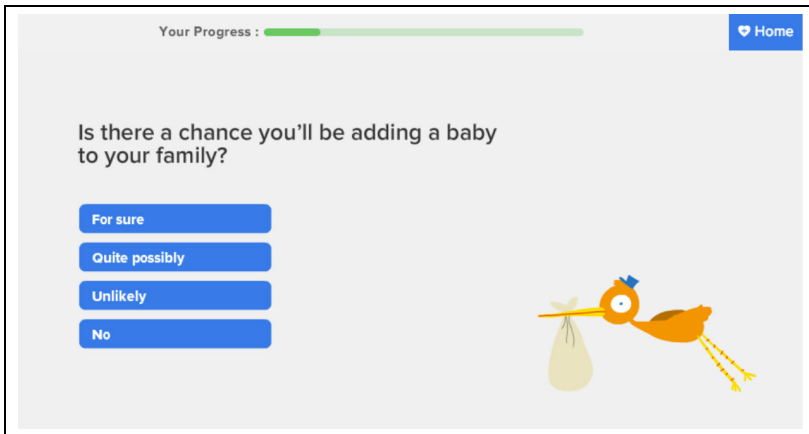 Your Progress :
Home
Is there a chance you’ll be adding a baby
to your family?
For sure
Quite possibly
Unlikely
No